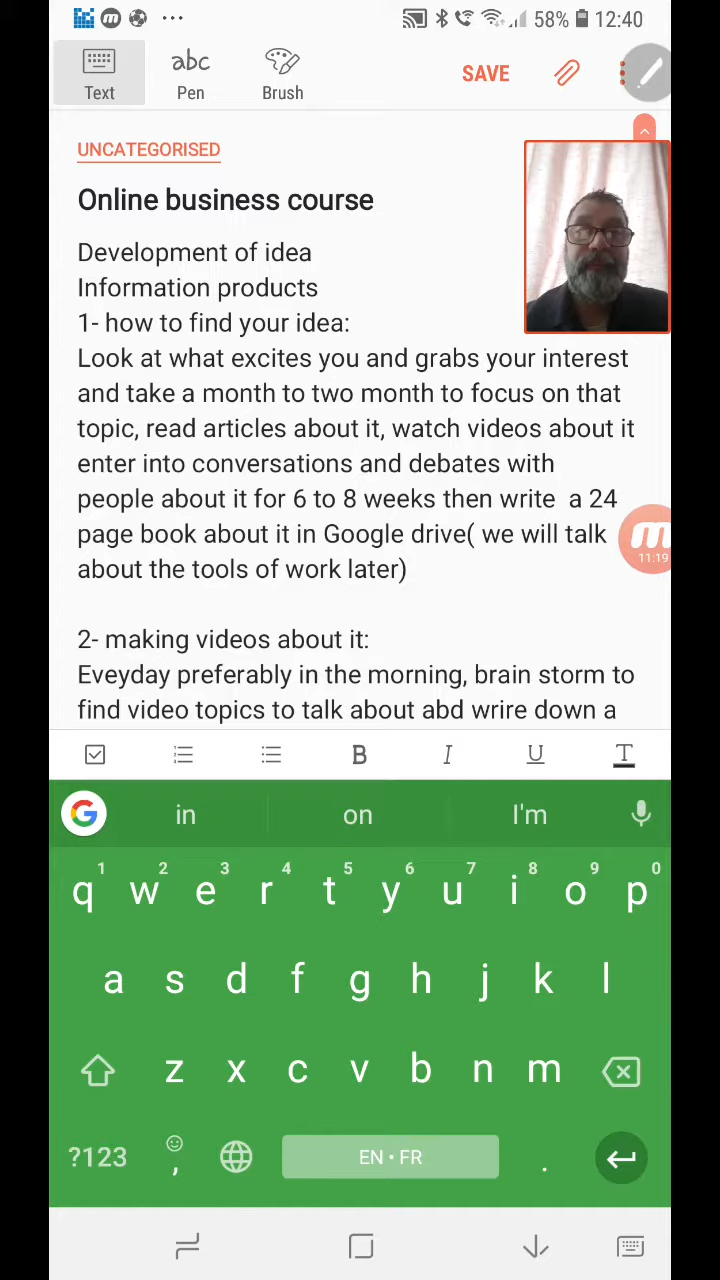 58% 12:40
Text
abc
Pen
Brush
SAVE
UNCATEGORISED
Online business course
Development of idea
Information products
1- how to find your idea:
Look at what excites you and grabs your interest
and take a month to two month to focus on that
topic, read articles about it, watch videos about it
enter into conversations and debates with
people about it for 6 to 8 weeks then write  a 24
page book about it in Google drive( we will talk
about the tools of work later)
11:19
2- making videos about it:
Eveyday preferably in the morning, brain storm to
find video topics to talk about abd wrire down a
B I U T
G in on I'm
1 2 3 4 5 6 7 8 9 0
q w e r t y u i o p
a s d f g h j k l
z x c v b n m
?123 , EN • FR .